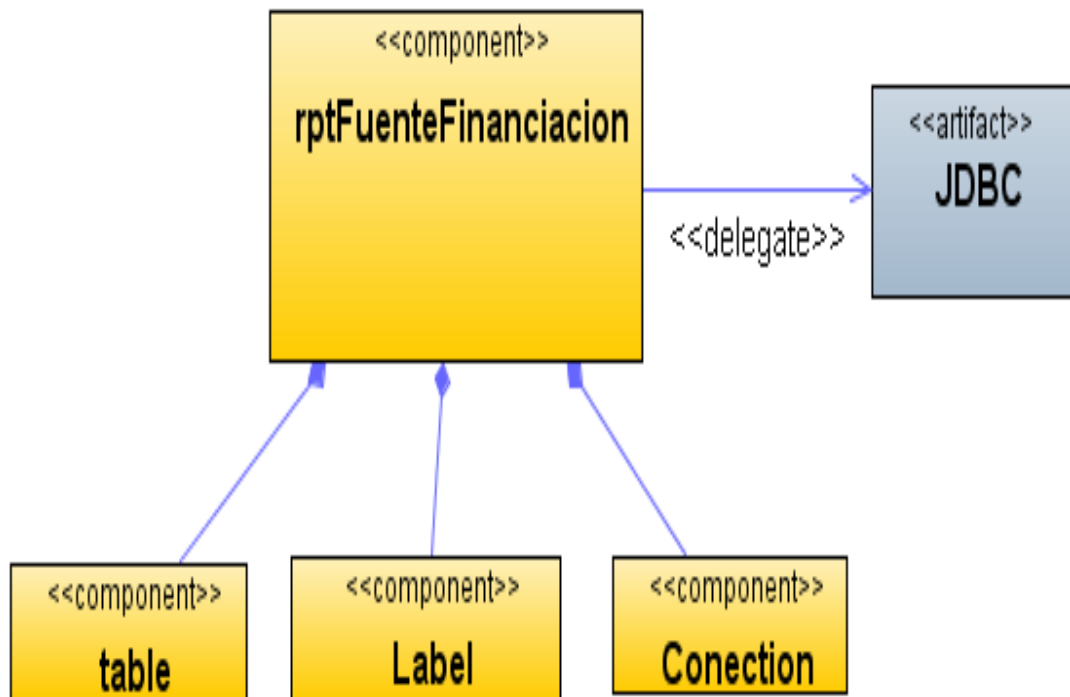 <<component>>
rptFuenteFinanciacion
<<artifact>>
JDBC
<<delegate>>
<<component>>
table
<<component>>
Label
<<component>>
Conection